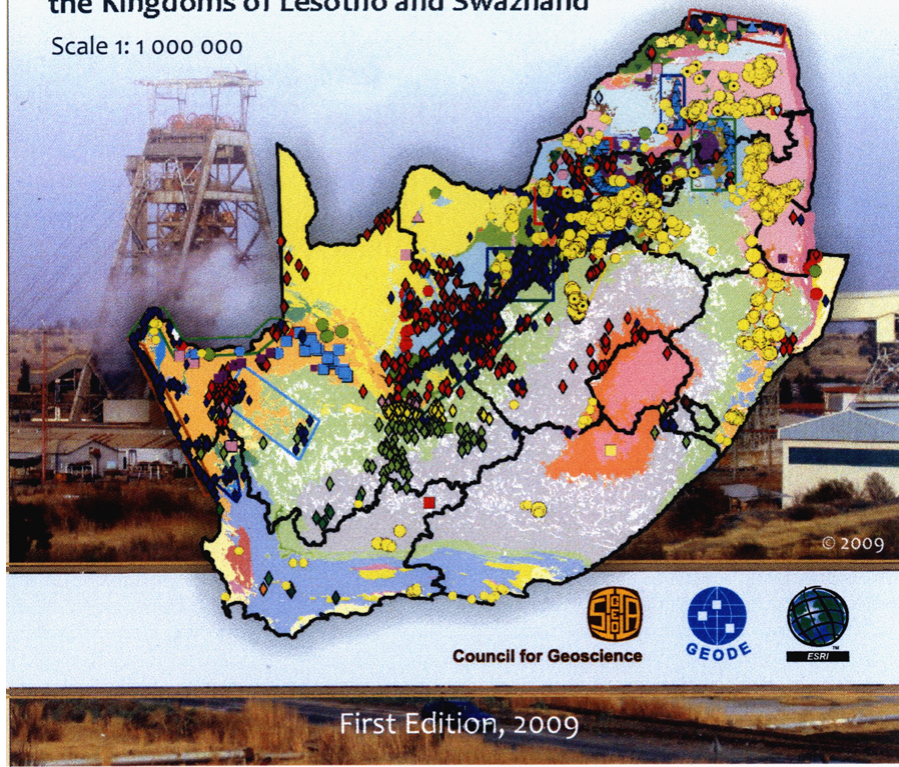 the Kingdoms of Lesotho and Swaziland
Scale 1: 1 000 000
© 2009
Council for Geoscience
GEODE
ESRI
™
First Edition, 2009